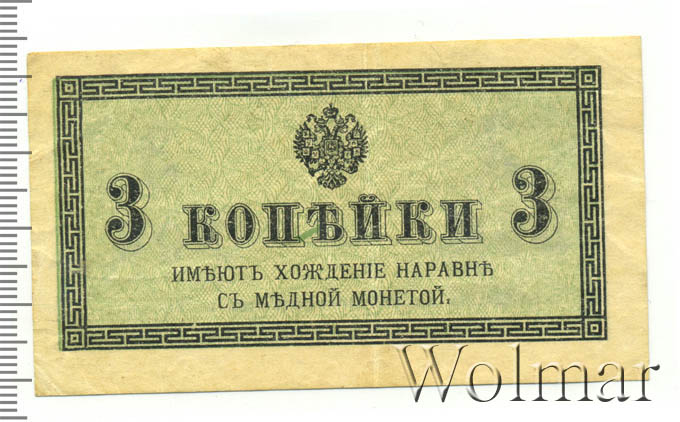 3 КОПѢЙКИ 3
ИМѢЮТЪ ХОЖДЕНІЕ НАРАВНѢ
СЪ МѢДНОЙ МОНЕТОЙ.
Wolmar